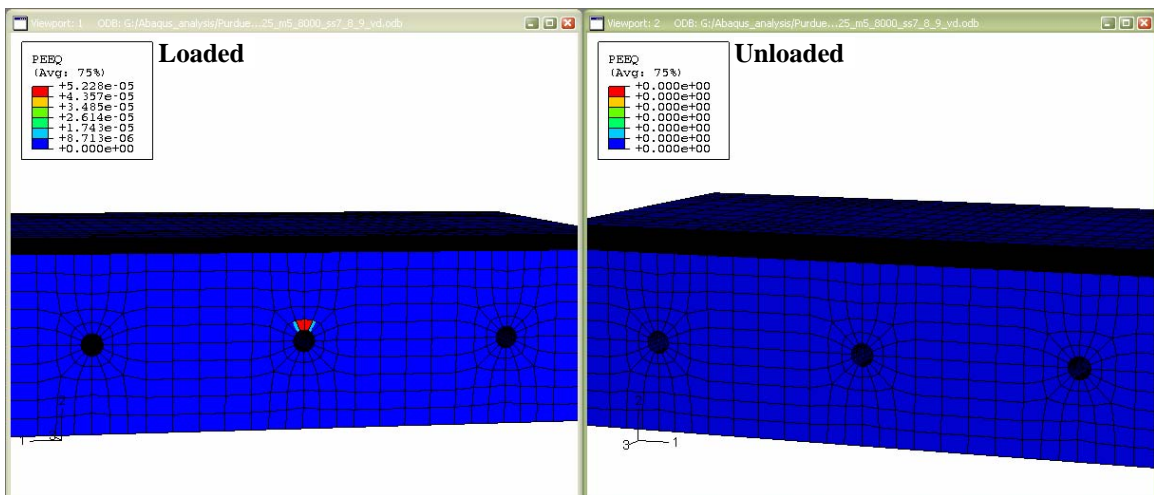 Viewport: 1 ODB: G:/Abaqus_analysis/Purdue...25_m5_8000_ss7_8_9_vd.odb
Loaded
PEEQ
(Avg: 75%)
+5.228e-05
+4.357e-05
+3.485e-05
+2.614e-05
+1.743e-05
+8.713e-06
+0.000e+00
Viewport: 2 ODB: G:/Abaqus_analysis/Purdue...25_m5_8000_ss7_8_9_vd.odb
Unloaded
PEEQ
(Avg: 75%)
+0.000e+00
+0.000e+00
+0.000e+00
+0.000e+00
+0.000e+00
+0.000e+00
+0.000e+00
3
1